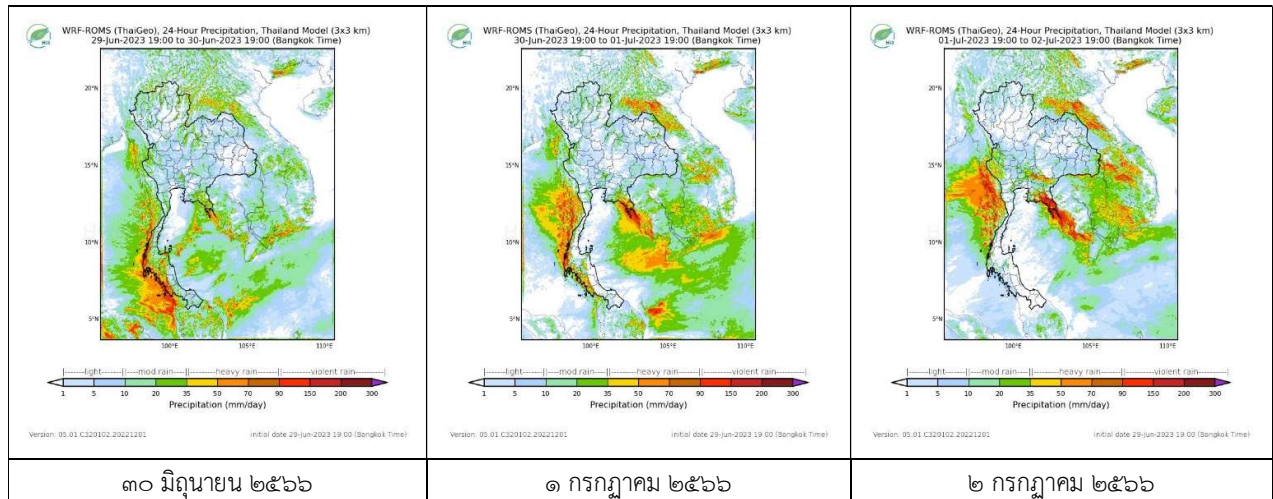 WRF-ROMS (ThaiGeo), 24-Hour Precipitation, Thailand Model (3x3 km)
29-Jun-2023 19:00 to 30-Jun-2023 19:00 (Bangkok Time)
20°N
15°N
10°N
5°N
100°E
105°E
110°E
|--------light-------||----mod rain----||-------heavy rain-------||---------violent rain---------|
1 5 10 20 35 50 70 90 150 200 300
Precipitation (mm/day)
Version: 05.01.C320102.20221201
initial date 29-Jun-2023 19:00 (Bangkok Time)
๓๐ มิถุนายน ๒๕๖๖
WRF-ROMS (ThaiGeo), 24-Hour Precipitation, Thailand Model (3x3 km)
30-Jun-2023 19:00 to 01-Jul-2023 19:00 (Bangkok Time)
20°N
15°N
10°N
5°N
100°E
105°E
110°E
|--------light-------||----mod rain----||-------heavy rain-------||---------violent rain---------|
1 5 10 20 35 50 70 90 150 200 300
Precipitation (mm/day)
Version: 05.01.C320102.20221201
initial date 29-Jun-2023 19:00 (Bangkok Time)
๑ กรกฎาคม ๒๕๖๖
WRF-ROMS (ThaiGeo), 24-Hour Precipitation, Thailand Model (3x3 km)
01-Jul-2023 19:00 to 02-Jul-2023 19:00 (Bangkok Time)
20°N
15°N
10°N
5°N
100°E
105°E
110°E
|--------light-------||----mod rain----||-------heavy rain-------||---------violent rain---------|
1 5 10 20 35 50 70 90 150 200 300
Precipitation (mm/day)
Version: 05.01.C320102.20221201
initial date 29-Jun-2023 19:00 (Bangkok Time)
๒ กรกฎาคม ๒๕๖๖